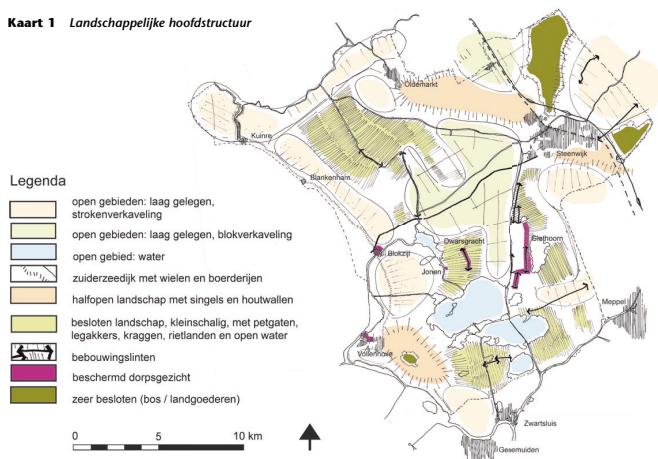 Kaart 1 Landschappelijke hoofdstructuur
Oldemarkt
Kuinre
Steenwijk
Blankenham
Legenda
open gebieden: laag gelegen,
strokenverkaveling
open gebieden: laag gelegen, blokverkaveling
open gebied: water
zuiderzeedijk met wielen en boerderijen
halfopen landschap met singels en houtwallen
besloten landschap, kleinschalig, met petgaten,
legakkers, kraggen, rietlanden en open water
bebouwingslinten
beschermd dorpsgezicht
zeer besloten (bos / landgoederen)
Dwarsgracht
Giethoorn
Blokzijl
Jonen
Meppel
Vollenhove
Zwartsluis
Gesemuiden
0 5 10 km